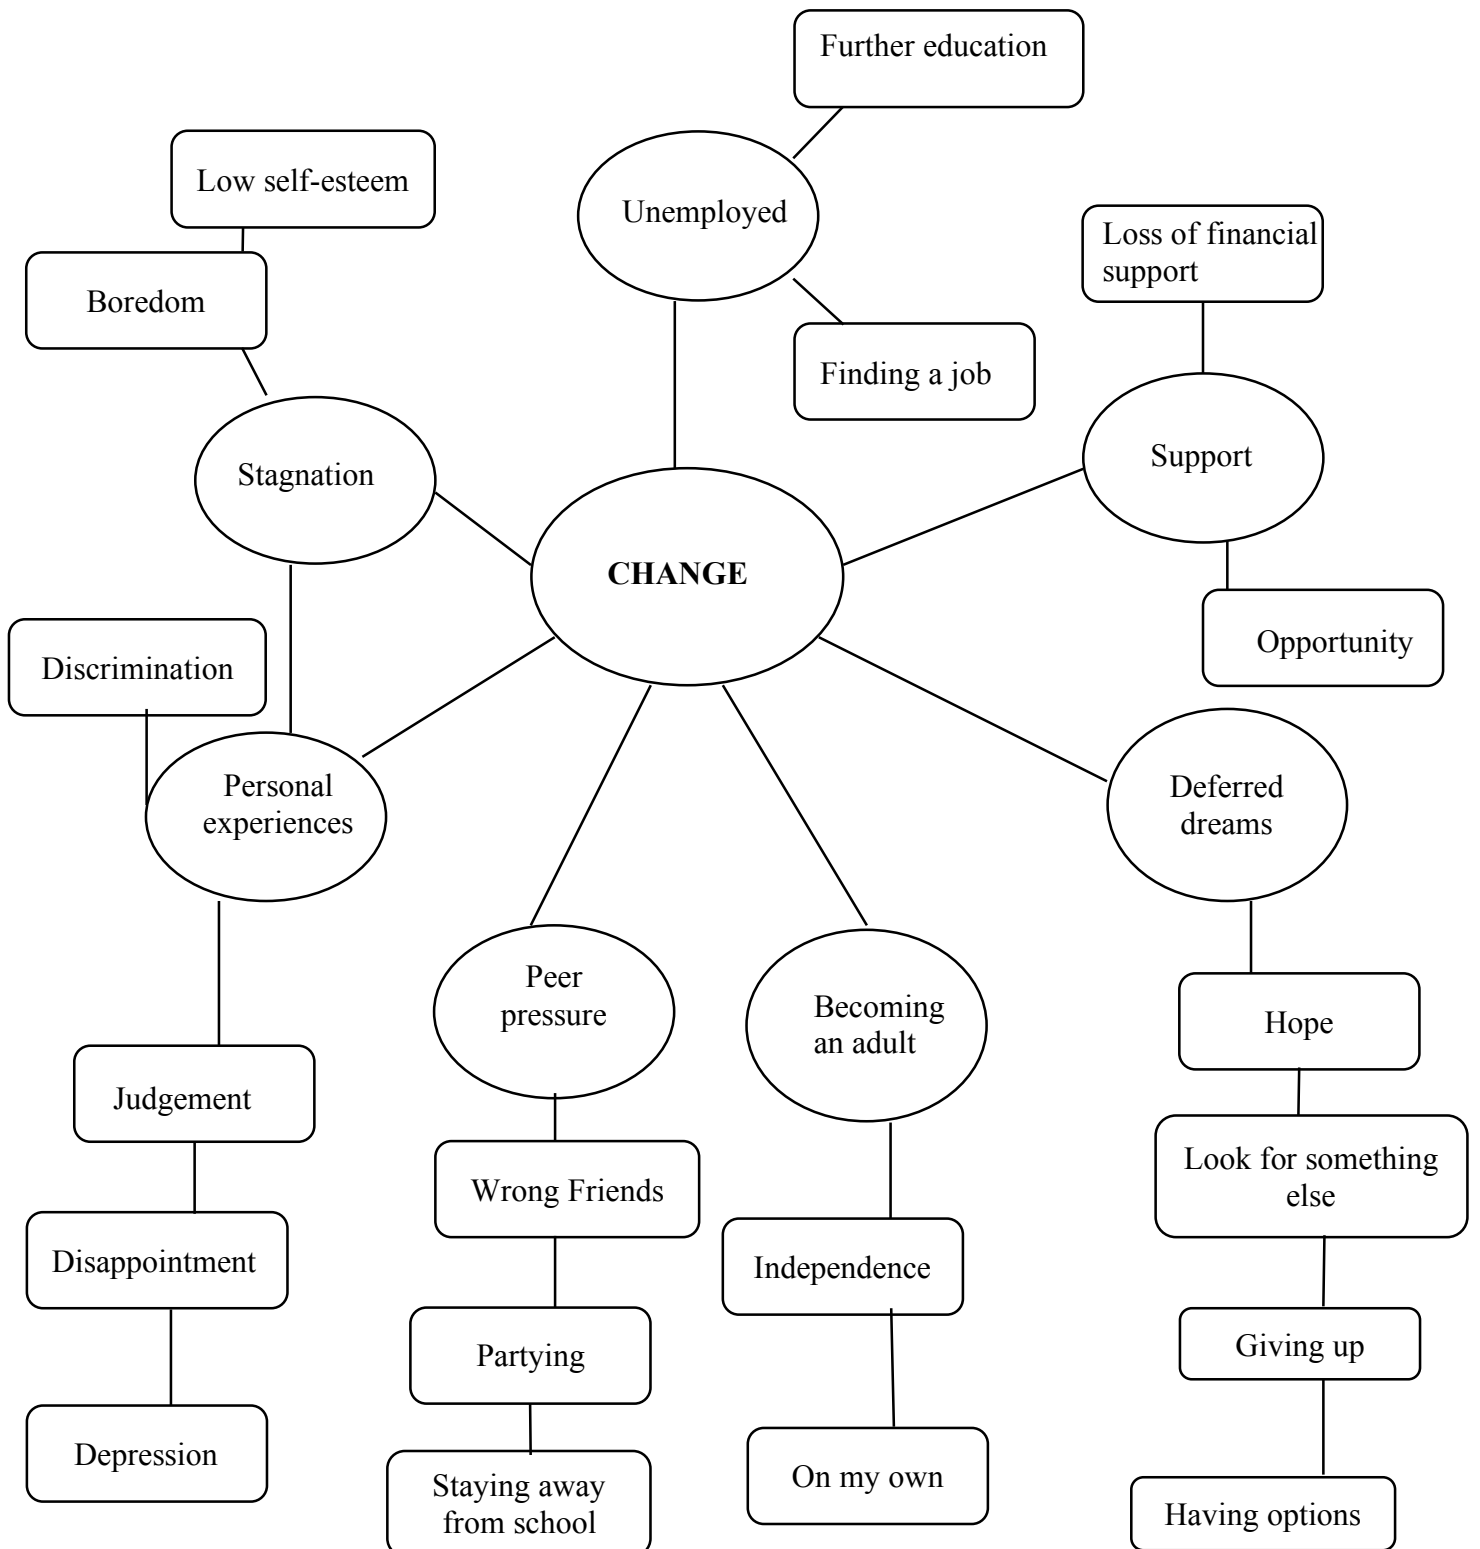 Further education
Low self-esteem
Unemployed
Loss of financial
support
Boredom
Finding a job
Support
Stagnation
CHANGE
Opportunity
Discrimination
Personal
experiences
Deferred
dreams
Peer
pressure
Becoming
an adult
Hope
Judgement
Wrong Friends
Look for something
else
Disappointment
Independence
Partying
Giving up
Depression
On my own
Staying away
from school
Having options